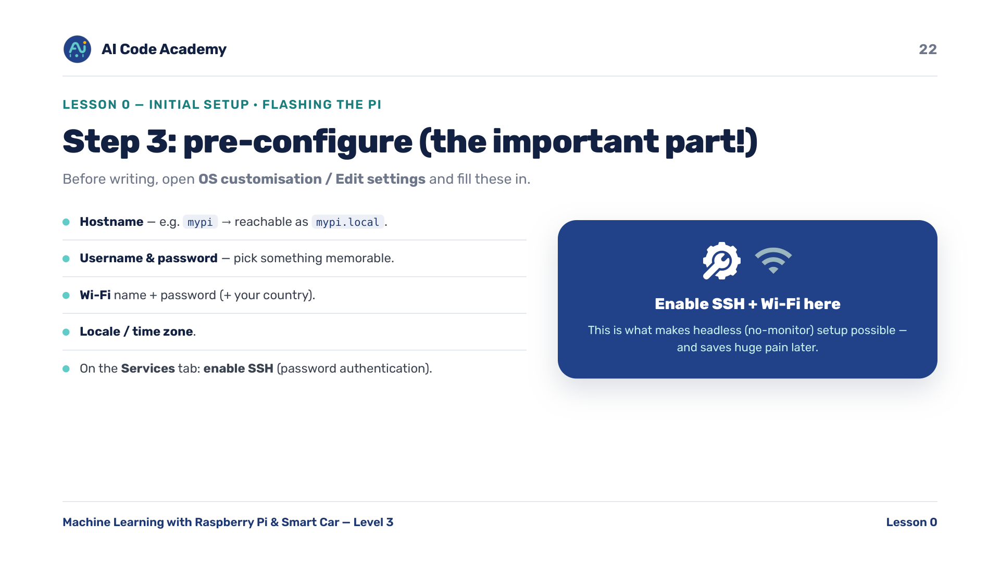 AI Code Academy
22
LESSON 0 — INITIAL SETUP · FLASHING THE PI
Step 3: pre-configure (the important part!)
Before writing, open OS customisation / Edit settings and fill these in.
Hostname — e.g. mypi → reachable as mypi.local.
Username & password — pick something memorable.
Wi-Fi name + password (+ your country).
Locale / time zone.
On the Services tab: enable SSH (password authentication).
Enable SSH + Wi-Fi here
This is what makes headless (no-monitor) setup possible —
and saves huge pain later.
Machine Learning with Raspberry Pi & Smart Car — Level 3
Lesson 0